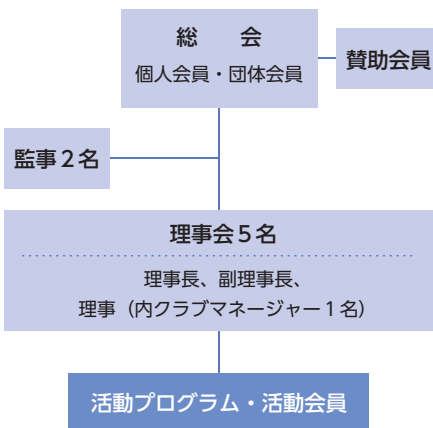 総　会
個人会員・団体会員
賛助会員
監事２名
理事会５名
理事長、副理事長、
理事（内クラブマネージャー１名）
活動プログラム・活動会員